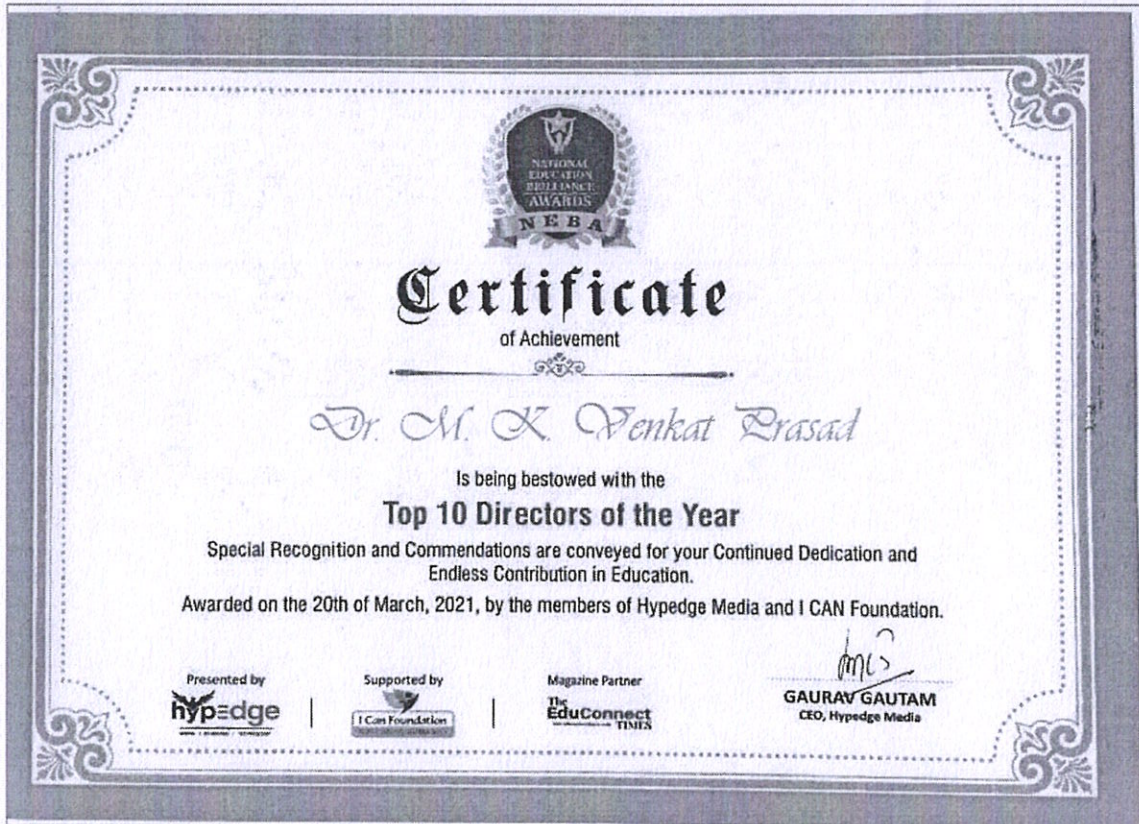 NATIONAL
EDUCATION
BRILLIANCE
AWARDS
NEBA
Certificate
of Achievement
Dr. M. K. Venkat Prasad
Is being bestowed with the
Top 10 Directors of the Year
Special Recognition and Commendations are conveyed for your Continued Dedication and
Endless Contribution in Education.
Awarded on the 20th of March, 2021, by the members of Hypedge Media and I CAN Foundation.
Presented by
hypedge
Supported by
I Can Foundation
Magazine Partner
The
EduConnect
TIMES
GAURAV GAUTAM
CEO, Hypedge Media